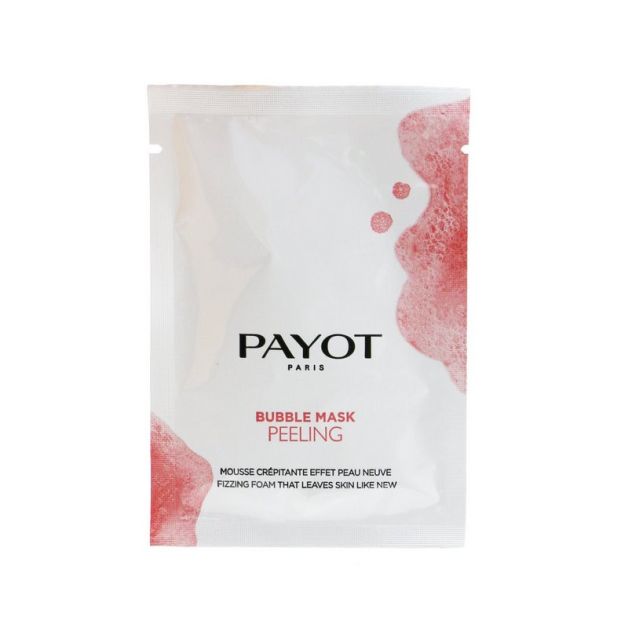 PAYOT
PARIS
BUBBLE MASK
PEELING
MOUSSE CRÉPITANTE EFFET PEAU NEUVE
FIZZING FOAM THAT LEAVES SKIN LIKE NEW